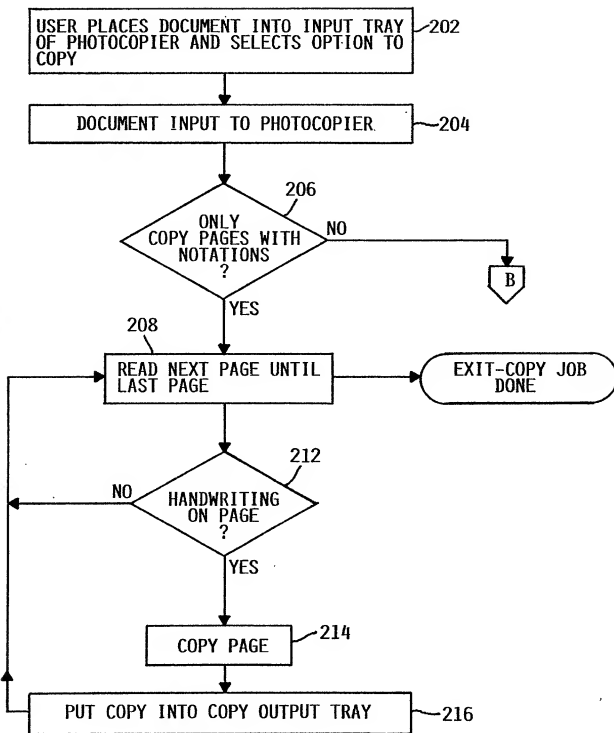 USER PLACES DOCUMENT INTO INPUT TRAY
OF PHOTOCOPIER AND SELECTS OPTION TO
COPY
202
DOCUMENT INPUT TO PHOTOCOPIER
204
206
ONLY
COPY PAGES WITH
NOTATIONS
?
NO
B
YES
208
READ NEXT PAGE UNTIL
LAST PAGE
EXIT-COPY JOB
DONE
212
NO
HANDWRITING
ON PAGE
?
YES
COPY PAGE
214
PUT COPY INTO COPY OUTPUT TRAY
216